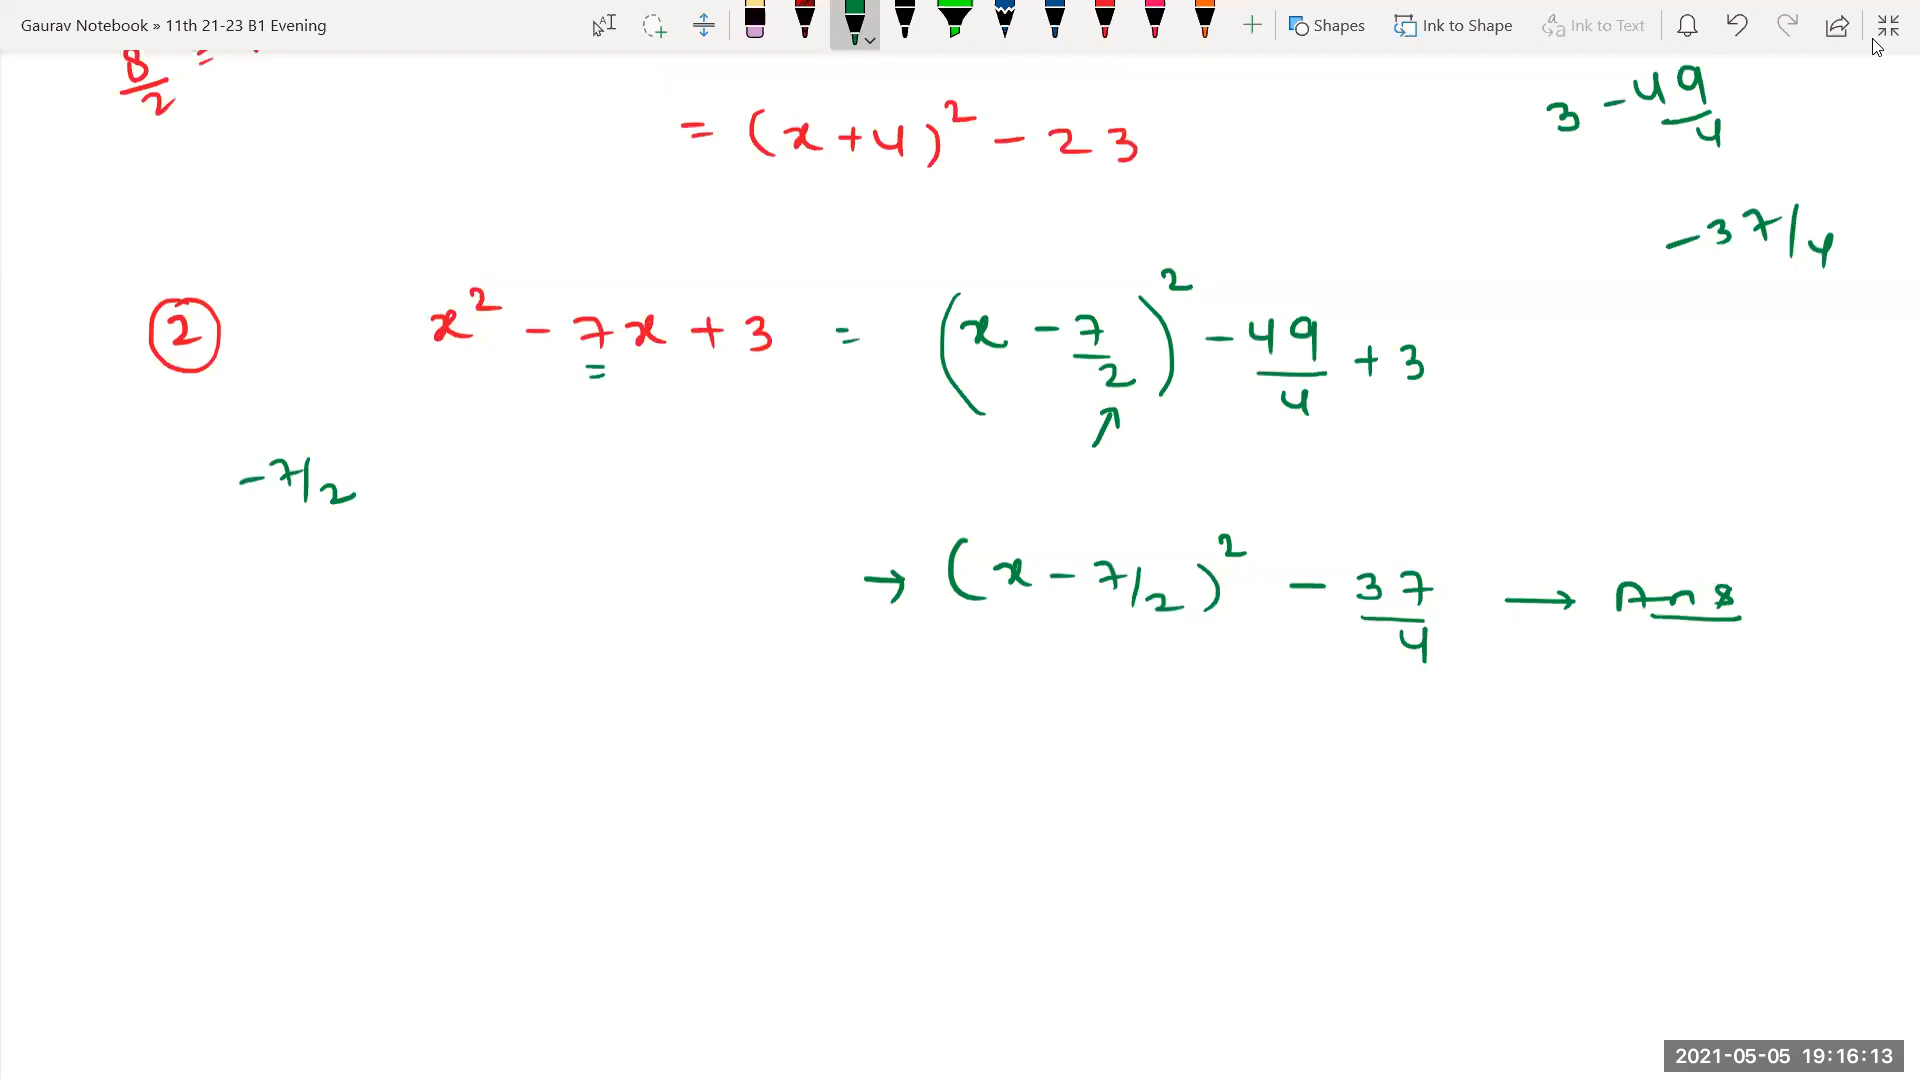 Gaurav Notebook » 11th 21-23 B1 Evening
Shapes
Ink to Shape
Ink to Text
8/2 =
= (x+4)² - 23
3 - 49/4
-37/4
② x² - 7x + 3 = (x - 7/2)² - 49/4 + 3
-7/2
→ (x - 7/2)² - 37/4 → Ans
2021-05-05 19:16:13